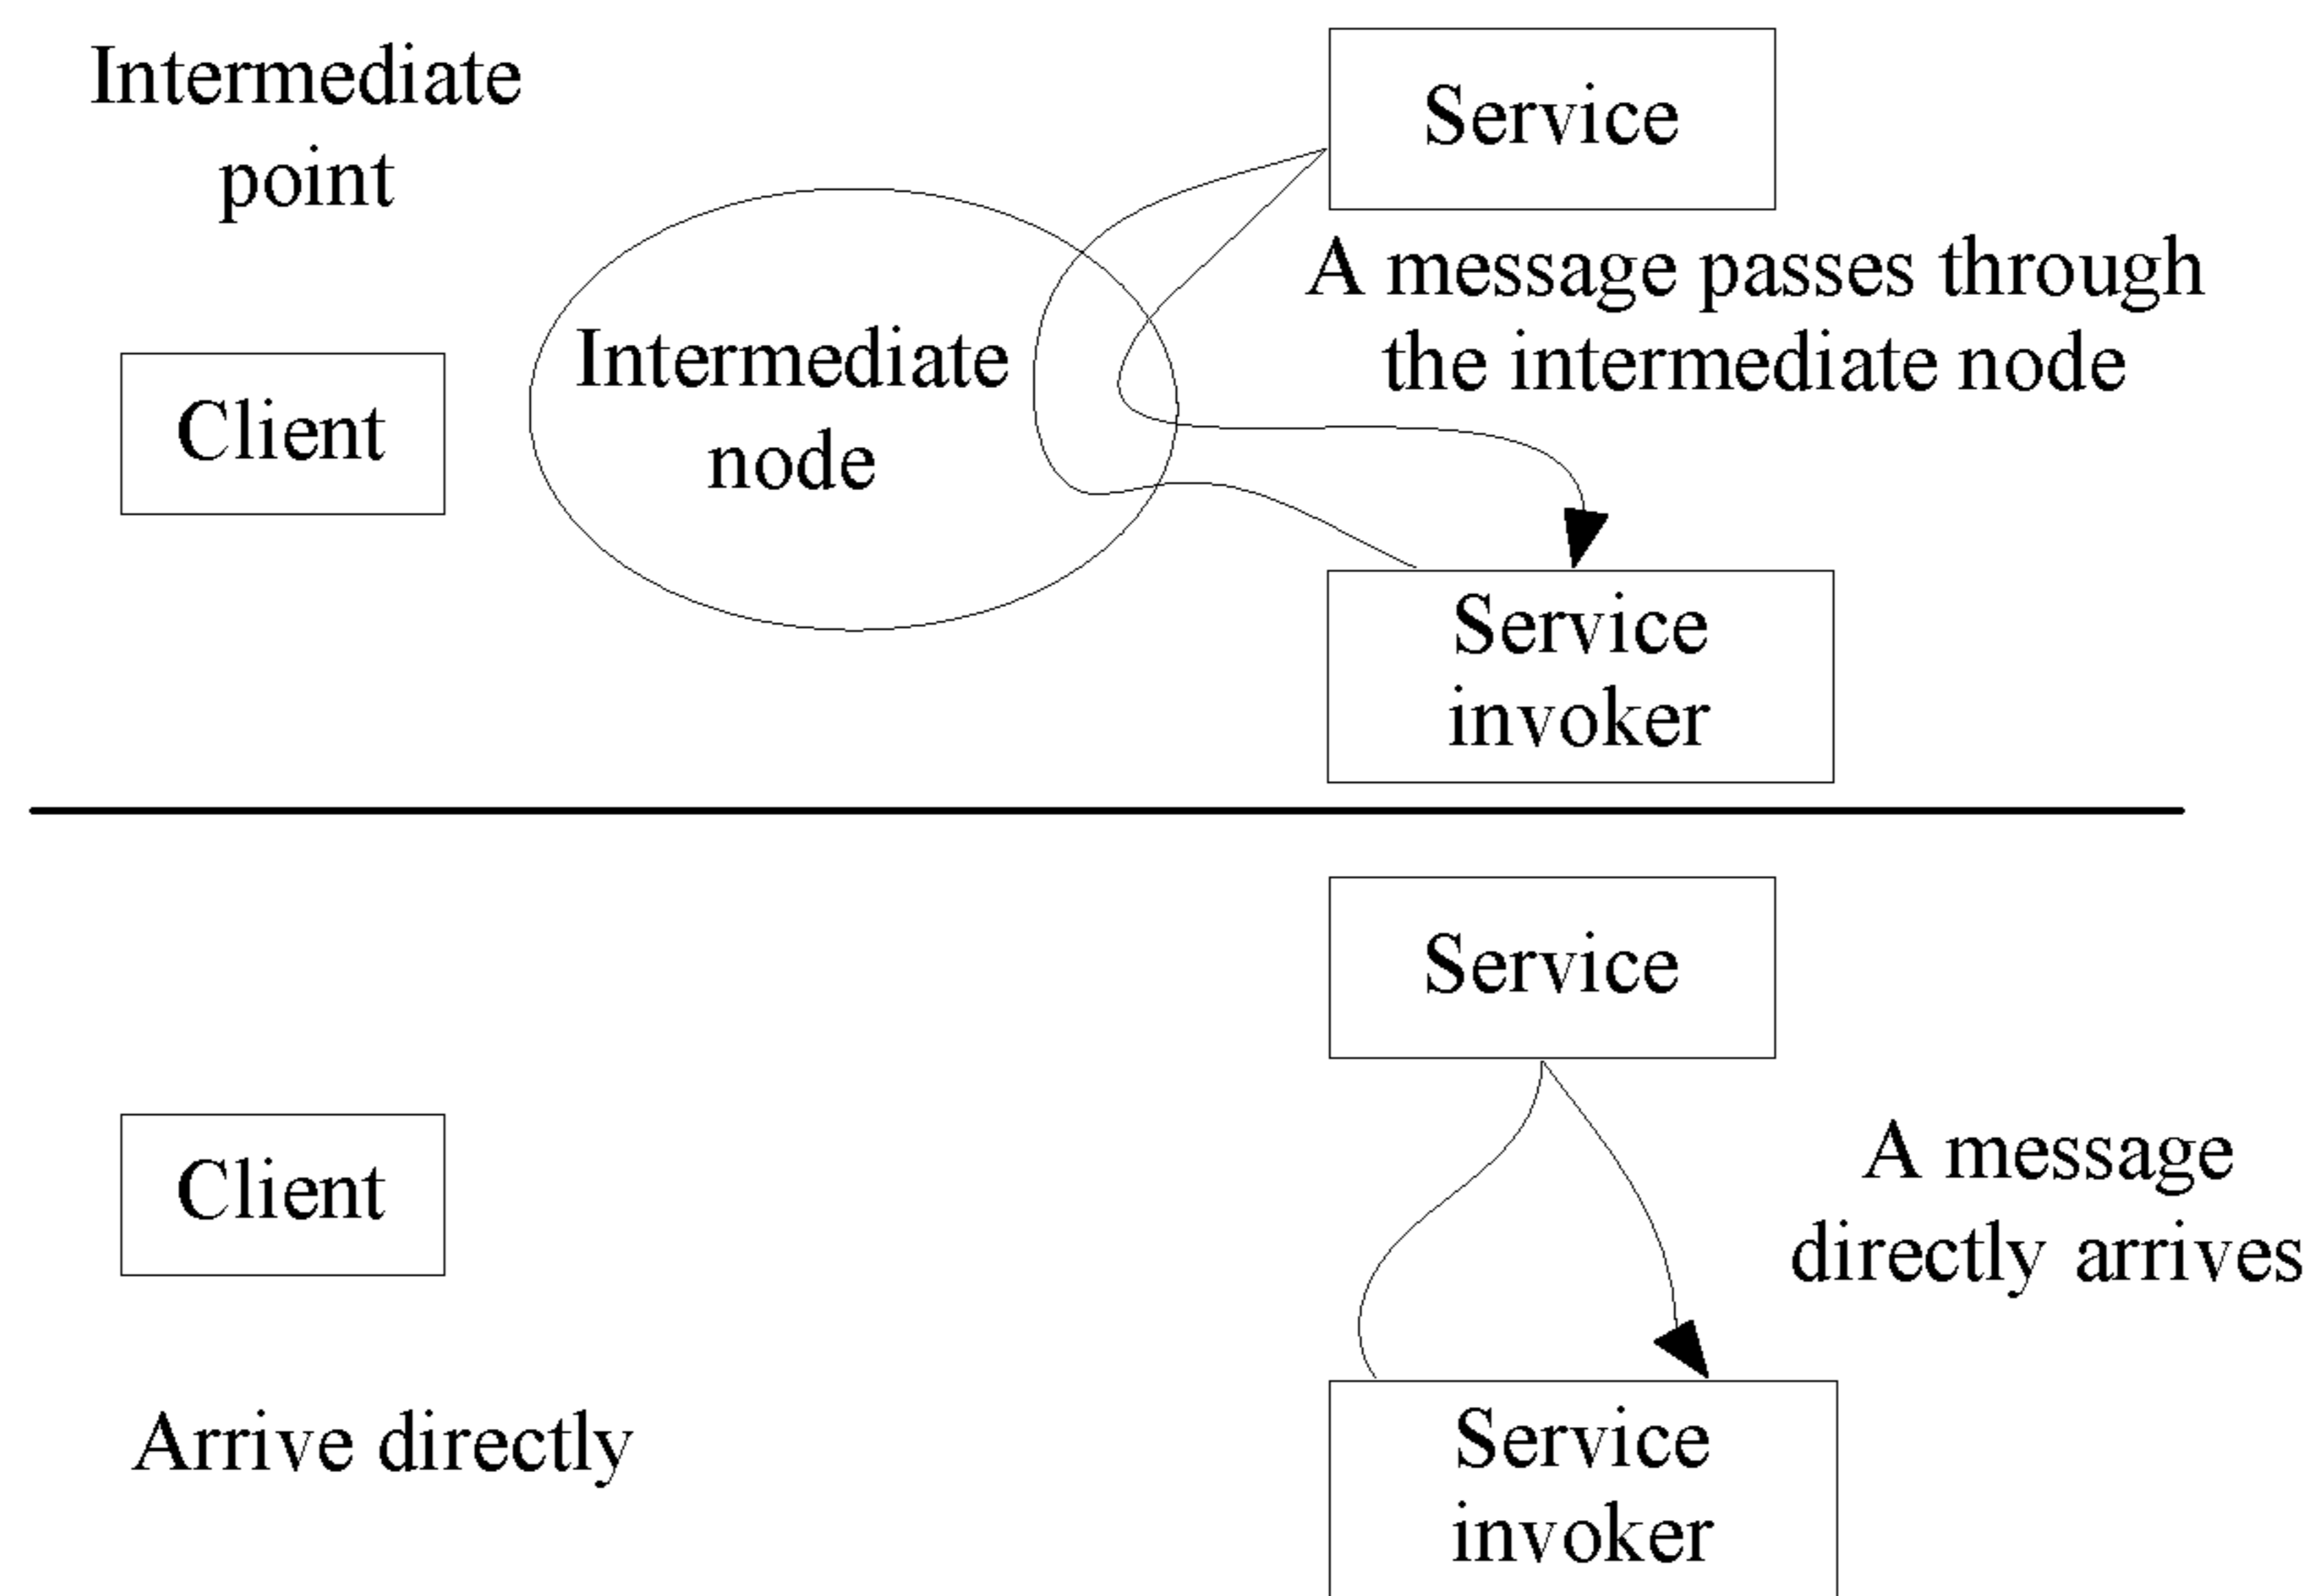 Intermediate
point
Service
A message passes through
the intermediate node
Intermediate
node
Client
Service
invoker
Service
Client
A message
directly arrives
Arrive directly
Service
invoker